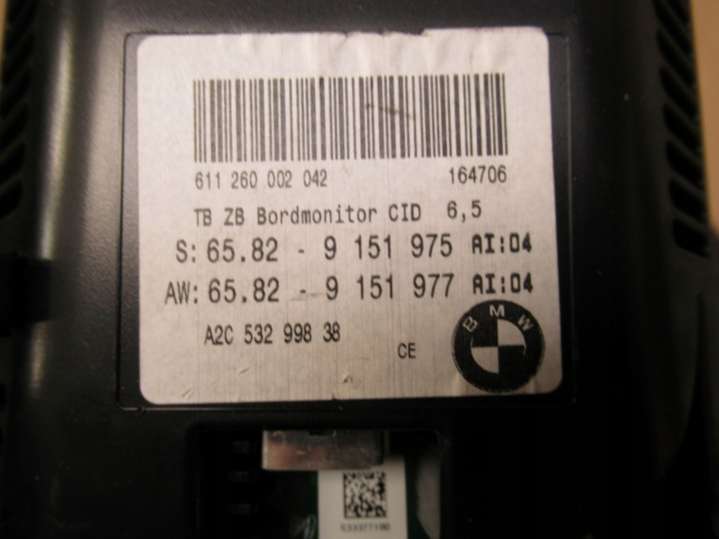 611 260 002 042 164706
TB ZB Bordmonitor CID 6,5
S: 65.82 - 9 151 975 AI:04
AW: 65.82 - 9 151 977 AI:04
A2C 532 998 38
CE
BMW